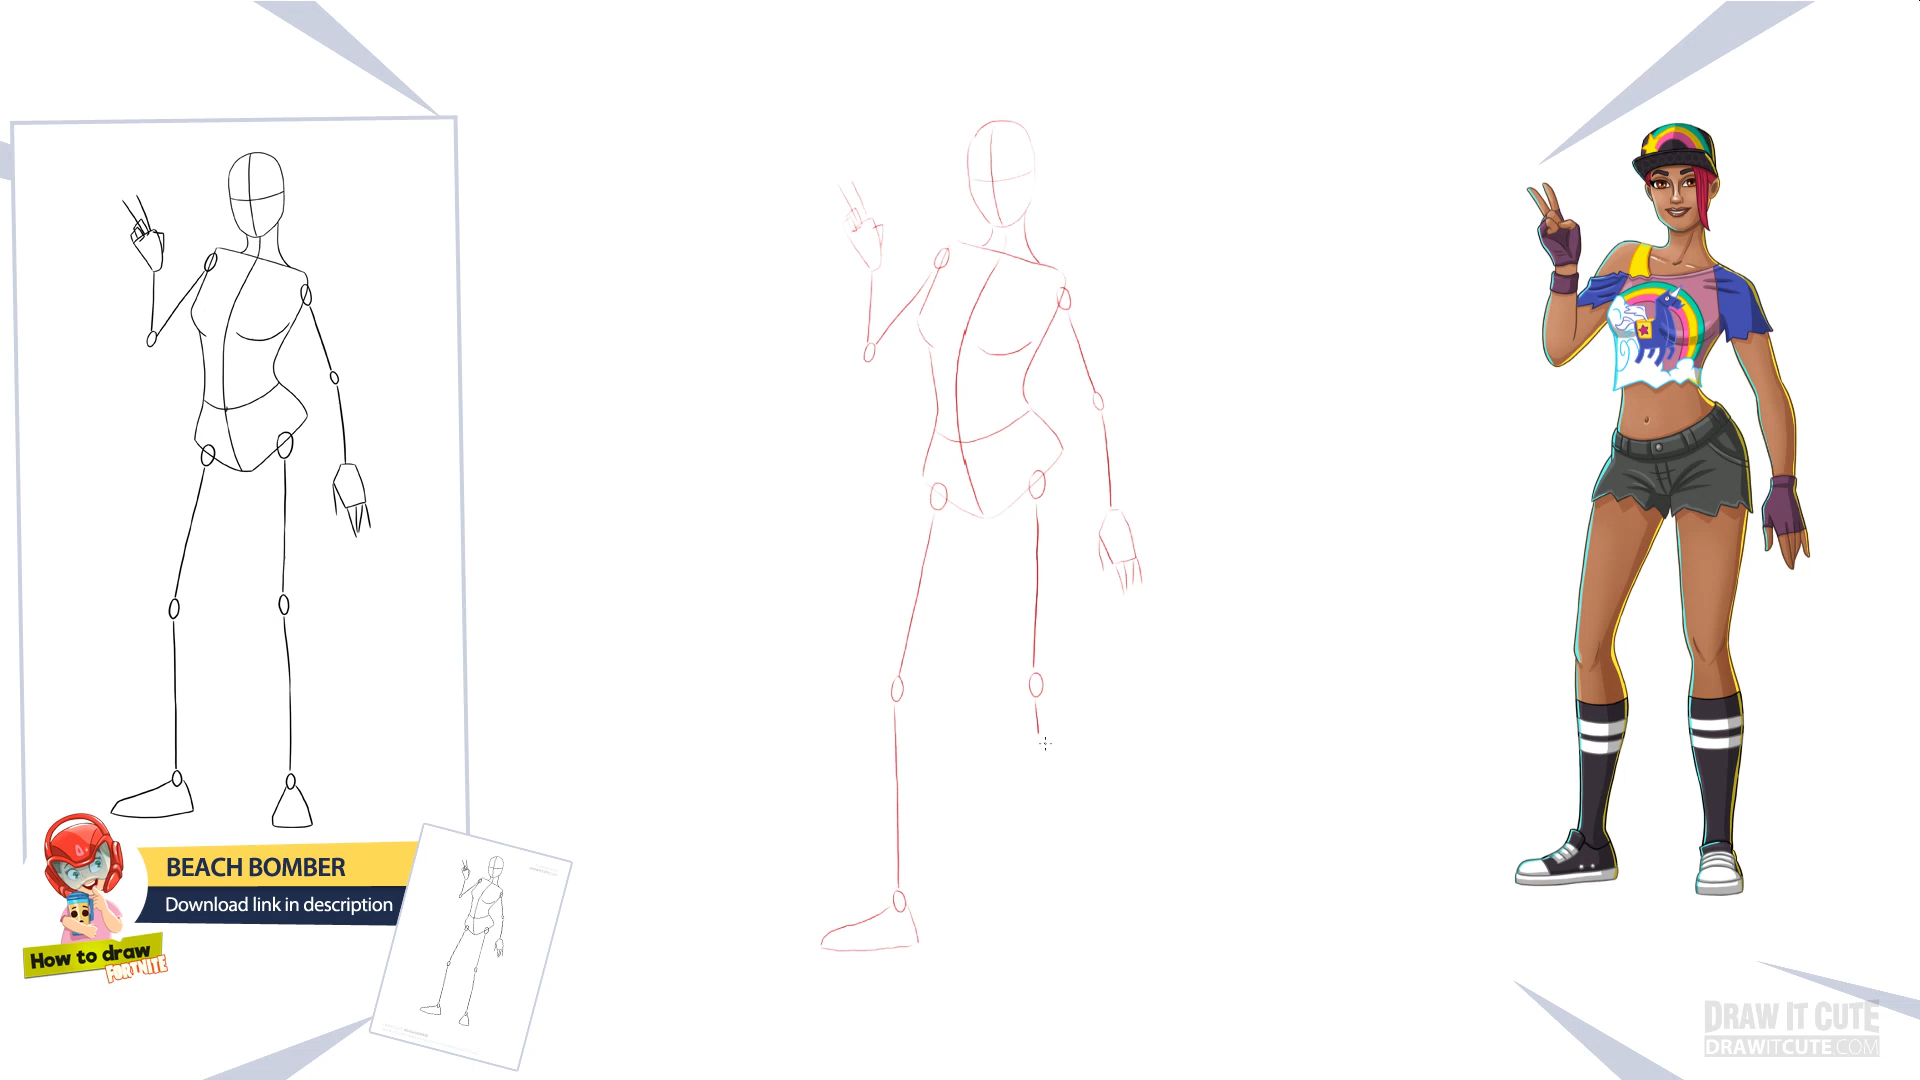 BEACH BOMBER
Download link in description
How to draw
FORTNITE
DRAW IT CUTE
DRAWITCUTE.COM